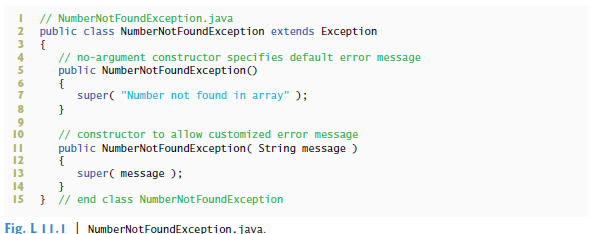 1 // NumberNotFoundException.java
2 public class NumberNotFoundException extends Exception
3 {
4 // no-argument constructor specifies default error message
5 public NumberNotFoundException()
6 {
7 super( "Number not found in array" );
8 }
9
10 // constructor to allow customized error message
11 public NumberNotFoundException( String message )
12 {
13 super( message );
14 }
15 } // end class NumberNotFoundException
Fig. L 11.1 | NumberNotFoundException.java.